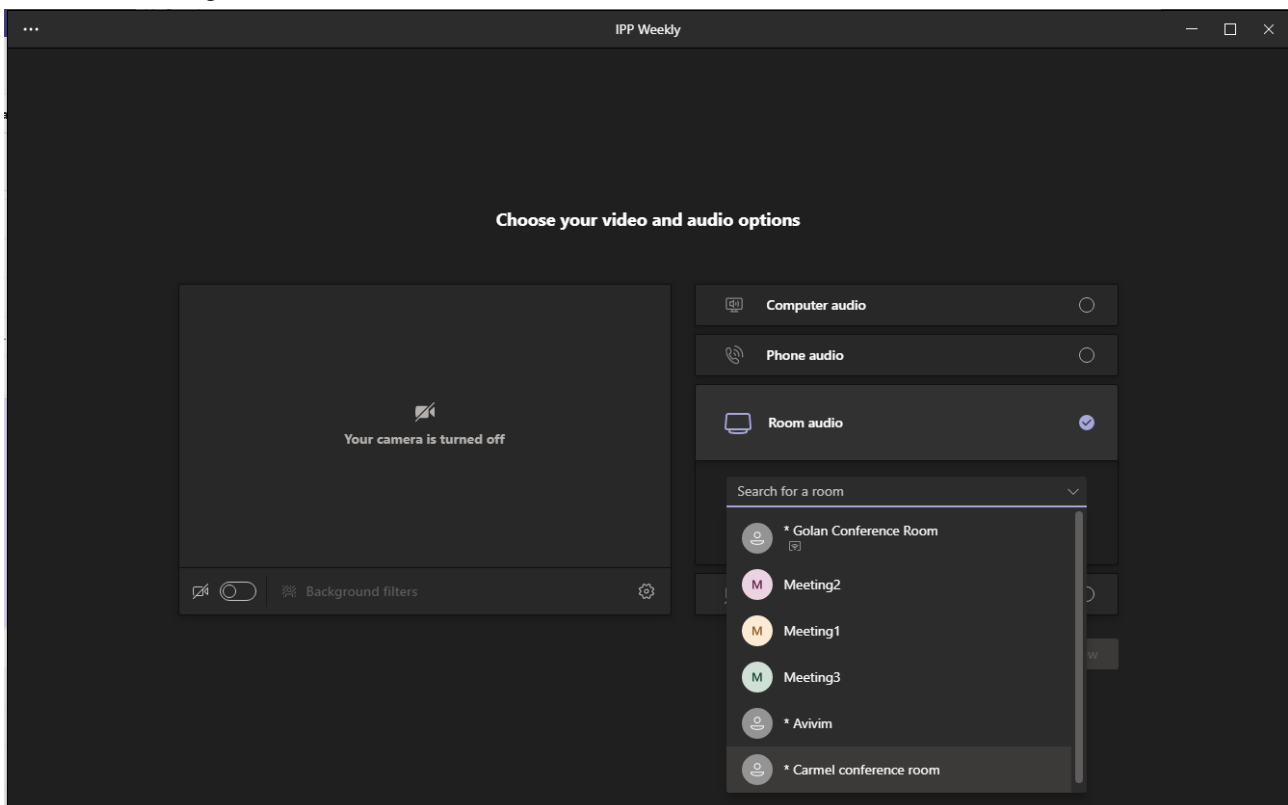 IPP Weekly
Choose your video and audio options
Computer audio
Phone audio
Your camera is turned off
Room audio
Search for a room
* Golan Conference Room
Background filters
M Meeting2
M Meeting1
M Meeting3
* Avivim
* Carmel conference room